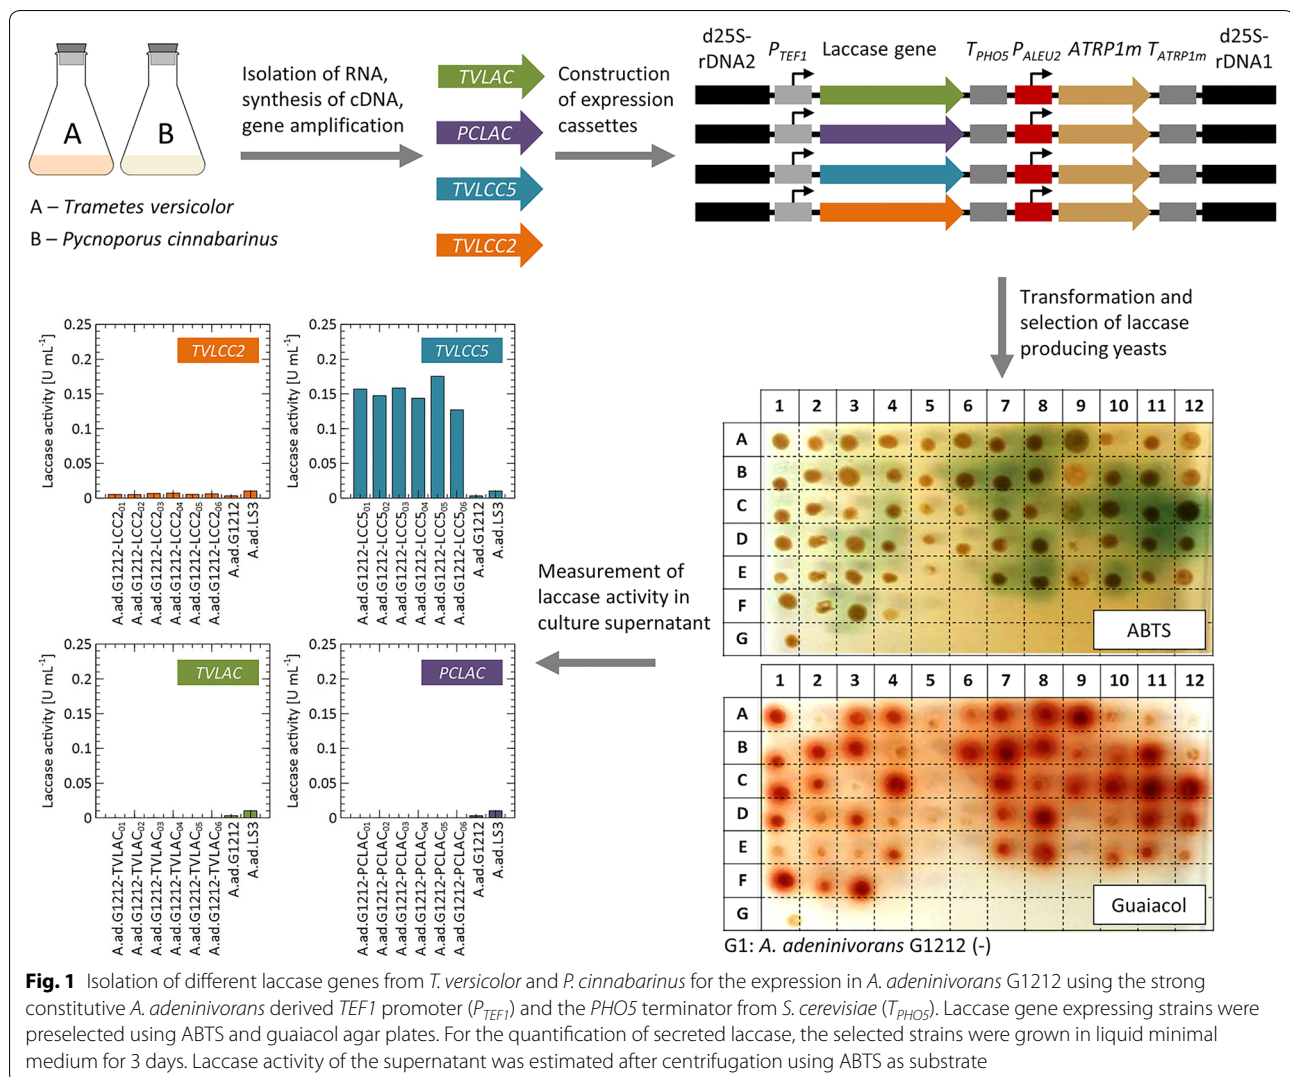 A
B
A – Trametes versicolor
B – Pycnoporus cinnabarinus
Isolation of RNA,
synthesis of cDNA,
gene amplification
TVLAC
PCLAC
TVLCC5
TVLCC2
Construction
of expression
cassettes
d25S-
rDNA2
P_TEF1
Laccase gene
T_PHO5
P_ALEU2
ATRP1m
T_ATRP1m
d25S-
rDNA1
Transformation and
selection of laccase
producing yeasts
1 2 3 4 5 6 7 8 9 10 11 12
A
B
C
D
E
F
G
ABTS
1 2 3 4 5 6 7 8 9 10 11 12
A
B
C
D
E
F
G
Guaiacol
G1: A. adeninivorans G1212 (-)
Measurement of
laccase activity in
culture supernatant
Laccase activity [U mL⁻¹]
0.25
0.2
0.15
0.1
0.05
0
TVLCC2
A.ad.G1212-LCC2₀₁
A.ad.G1212-LCC2₀₂
A.ad.G1212-LCC2₀₃
A.ad.G1212-LCC2₀₄
A.ad.G1212-LCC2₀₅
A.ad.G1212-LCC2₀₆
A.ad.G1212
A.ad.LS3
Laccase activity [U mL⁻¹]
0.25
0.2
0.15
0.1
0.05
0
TVLCC5
A.ad.G1212-LCC5₀₁
A.ad.G1212-LCC5₀₂
A.ad.G1212-LCC5₀₃
A.ad.G1212-LCC5₀₄
A.ad.G1212-LCC5₀₅
A.ad.G1212-LCC5₀₆
A.ad.G1212
A.ad.LS3
Laccase activity [U mL⁻¹]
0.25
0.2
0.15
0.1
0.05
0
TVLAC
A.ad.G1212-TVLAC₀₁
A.ad.G1212-TVLAC₀₂
A.ad.G1212-TVLAC₀₃
A.ad.G1212-TVLAC₀₄
A.ad.G1212-TVLAC₀₅
A.ad.G1212-TVLAC₀₆
A.ad.G1212
A.ad.LS3
Laccase activity [U mL⁻¹]
0.25
0.2
0.15
0.1
0.05
0
PCLAC
A.ad.G1212-PCLAC₀₁
A.ad.G1212-PCLAC₀₂
A.ad.G1212-PCLAC₀₃
A.ad.G1212-PCLAC₀₄
A.ad.G1212-PCLAC₀₅
A.ad.G1212-PCLAC₀₆
A.ad.G1212
A.ad.LS3
Fig. 1 Isolation of different laccase genes from T. versicolor and P. cinnabarinus for the expression in A. adeninivorans G1212 using the strong
constitutive A. adeninivorans derived TEF1 promoter (P_TEF1) and the PHO5 terminator from S. cerevisiae (T_PHO5). Laccase gene expressing strains were
preselected using ABTS and guaiacol agar plates. For the quantification of secreted laccase, the selected strains were grown in liquid minimal
medium for 3 days. Laccase activity of the supernatant was estimated after centrifugation using ABTS as substrate